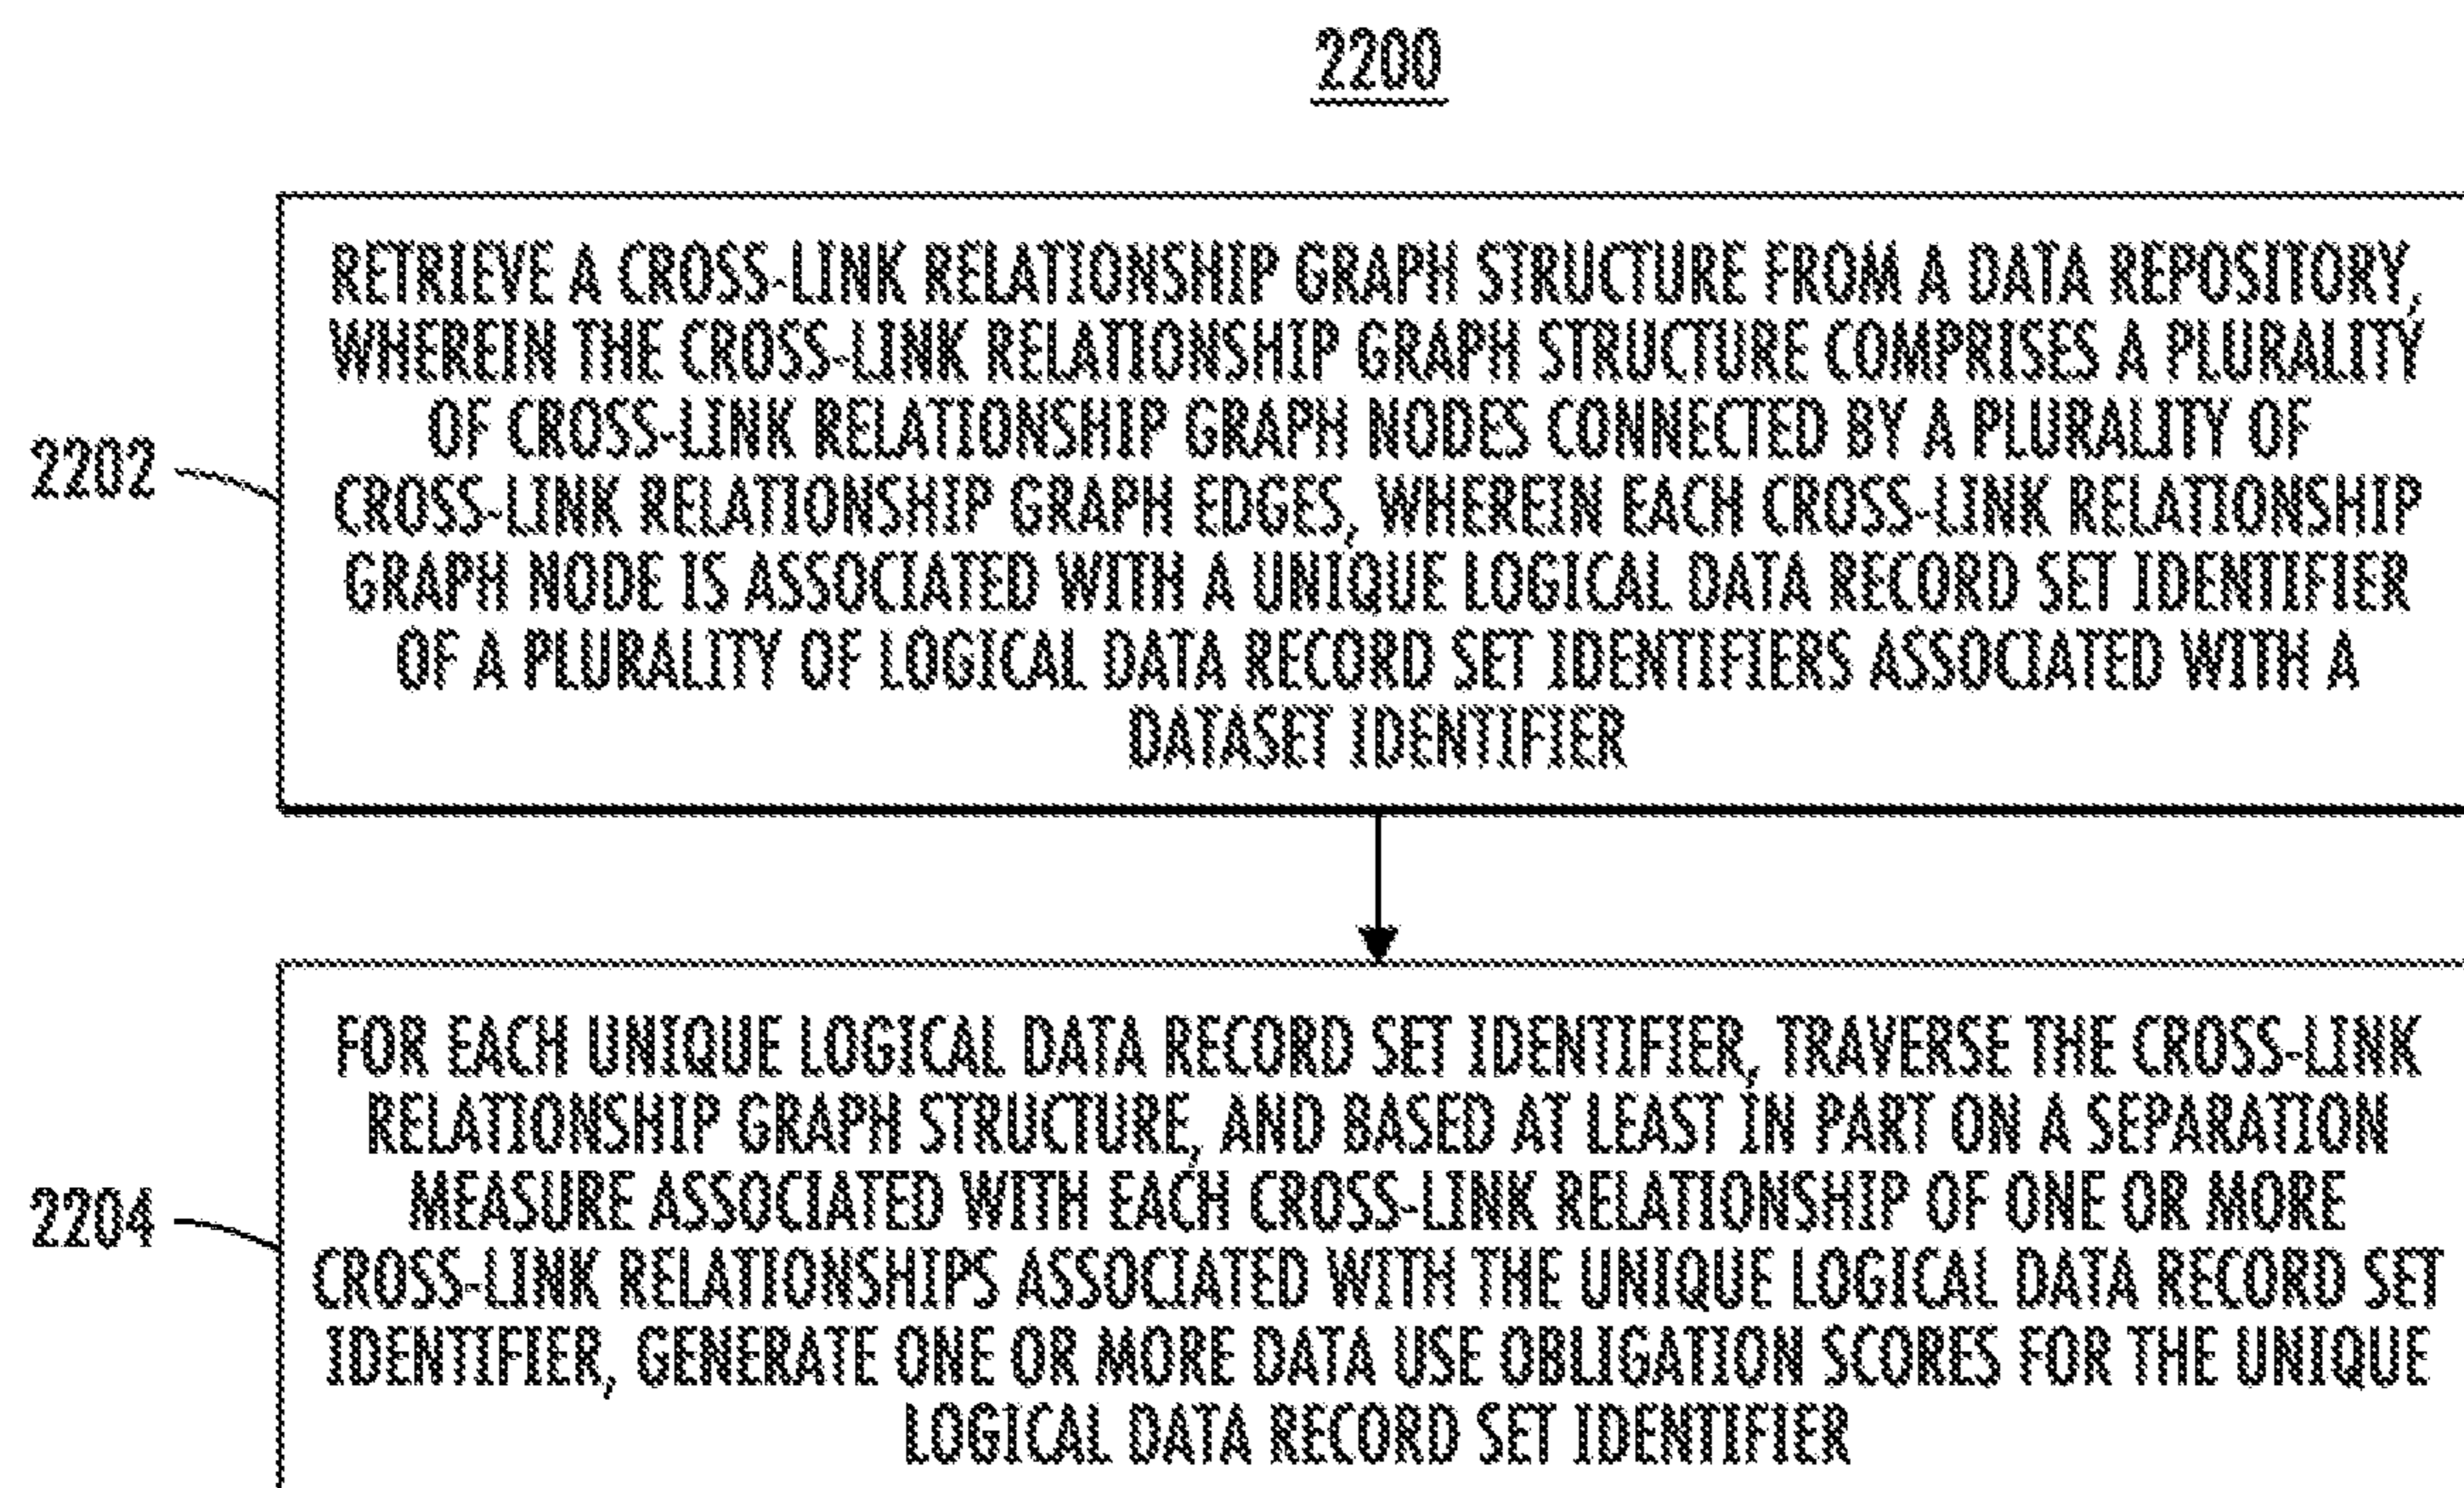 2200
RETRIEVE A CROSS-LINK RELATIONSHIP GRAPH STRUCTURE FROM A DATA REPOSITORY,
WHEREIN THE CROSS-LINK RELATIONSHIP GRAPH STRUCTURE COMPRISES A PLURALITY
OF CROSS-LINK RELATIONSHIP GRAPH NODES CONNECTED BY A PLURALITY OF
CROSS-LINK RELATIONSHIP GRAPH EDGES, WHEREIN EACH CROSS-LINK RELATIONSHIP
GRAPH NODE IS ASSOCIATED WITH A UNIQUE LOGICAL DATA RECORD SET IDENTIFIER
OF A PLURALITY OF LOGICAL DATA RECORD SET IDENTIFIERS ASSOCIATED WITH A
DATASET IDENTIFIER
2202
FOR EACH UNIQUE LOGICAL DATA RECORD SET IDENTIFIER, TRAVERSE THE CROSS-LINK
RELATIONSHIP GRAPH STRUCTURE, AND BASED AT LEAST IN PART ON A SEPARATION
MEASURE ASSOCIATED WITH EACH CROSS-LINK RELATIONSHIP OF ONE OR MORE
CROSS-LINK RELATIONSHIPS ASSOCIATED WITH THE UNIQUE LOGICAL DATA RECORD SET
IDENTIFIER, GENERATE ONE OR MORE DATA USE OBLIGATION SCORES FOR THE UNIQUE
LOGICAL DATA RECORD SET IDENTIFIER
2204